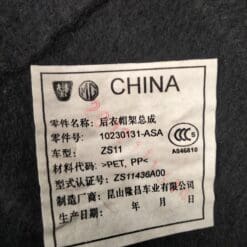 MG CHINA
零件名称: 后衣帽架总成
零件号: 10230131-ASA
车型: ZS11
材料代码: >PET, PP<
A046810
型式认证号: ZS11436A00
制造厂商: 昆山隆昌车业有限公司
生产日期: 年 月 日